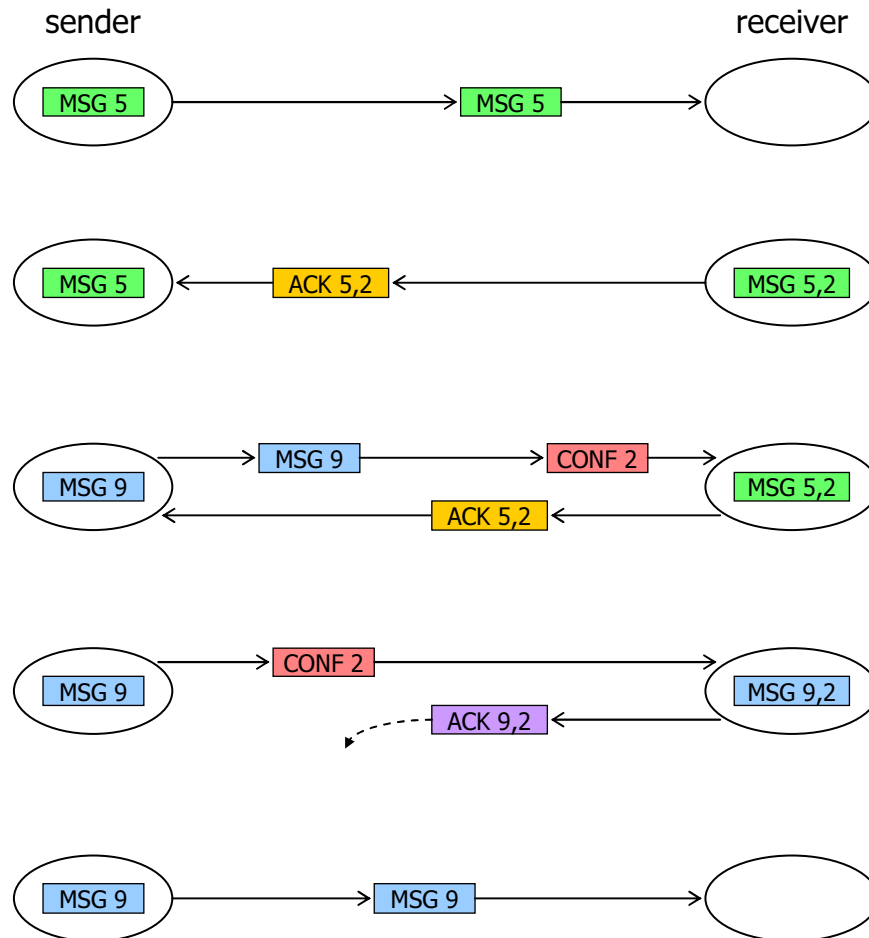 sender receiver
MSG 5 MSG 5
MSG 5 ACK 5,2 MSG 5,2
MSG 9 CONF 2
MSG 9 MSG 5,2
ACK 5,2
CONF 2
MSG 9 MSG 9,2
ACK 9,2
MSG 9 MSG 9